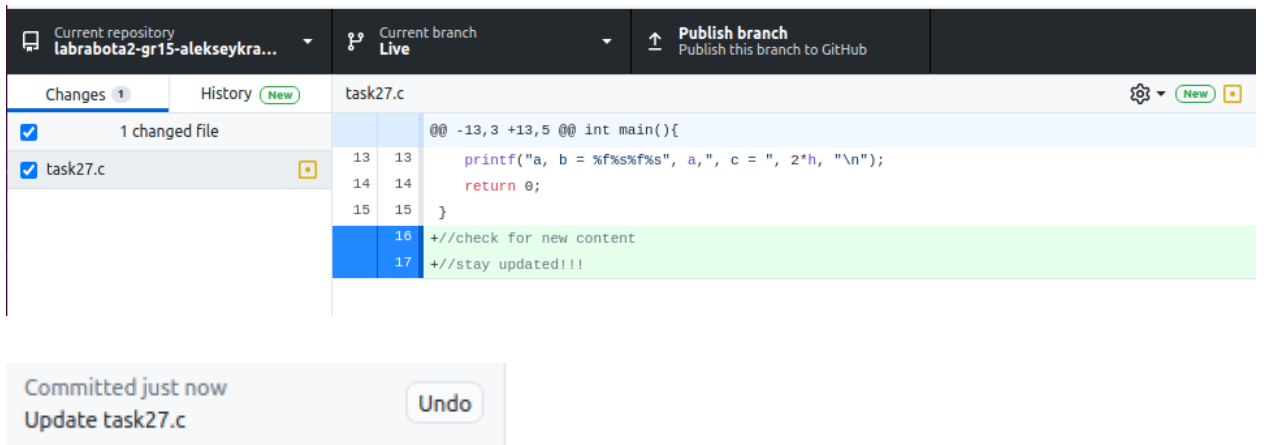 Current repository
labrabota2-gr15-alekseykra...
Current branch
Live
Publish branch
Publish this branch to GitHub
Changes 1
History New
task27.c
New
1 changed file
@@ -13,3 +13,5 @@ int main(){
task27.c
13 13 printf("a, b = %f%s%f%s", a,", c = ", 2*h, "\n");
14 14 return 0;
15 15 }
16 +//check for new content
17 +//stay updated!!!
Committed just now
Update task27.c
Undo